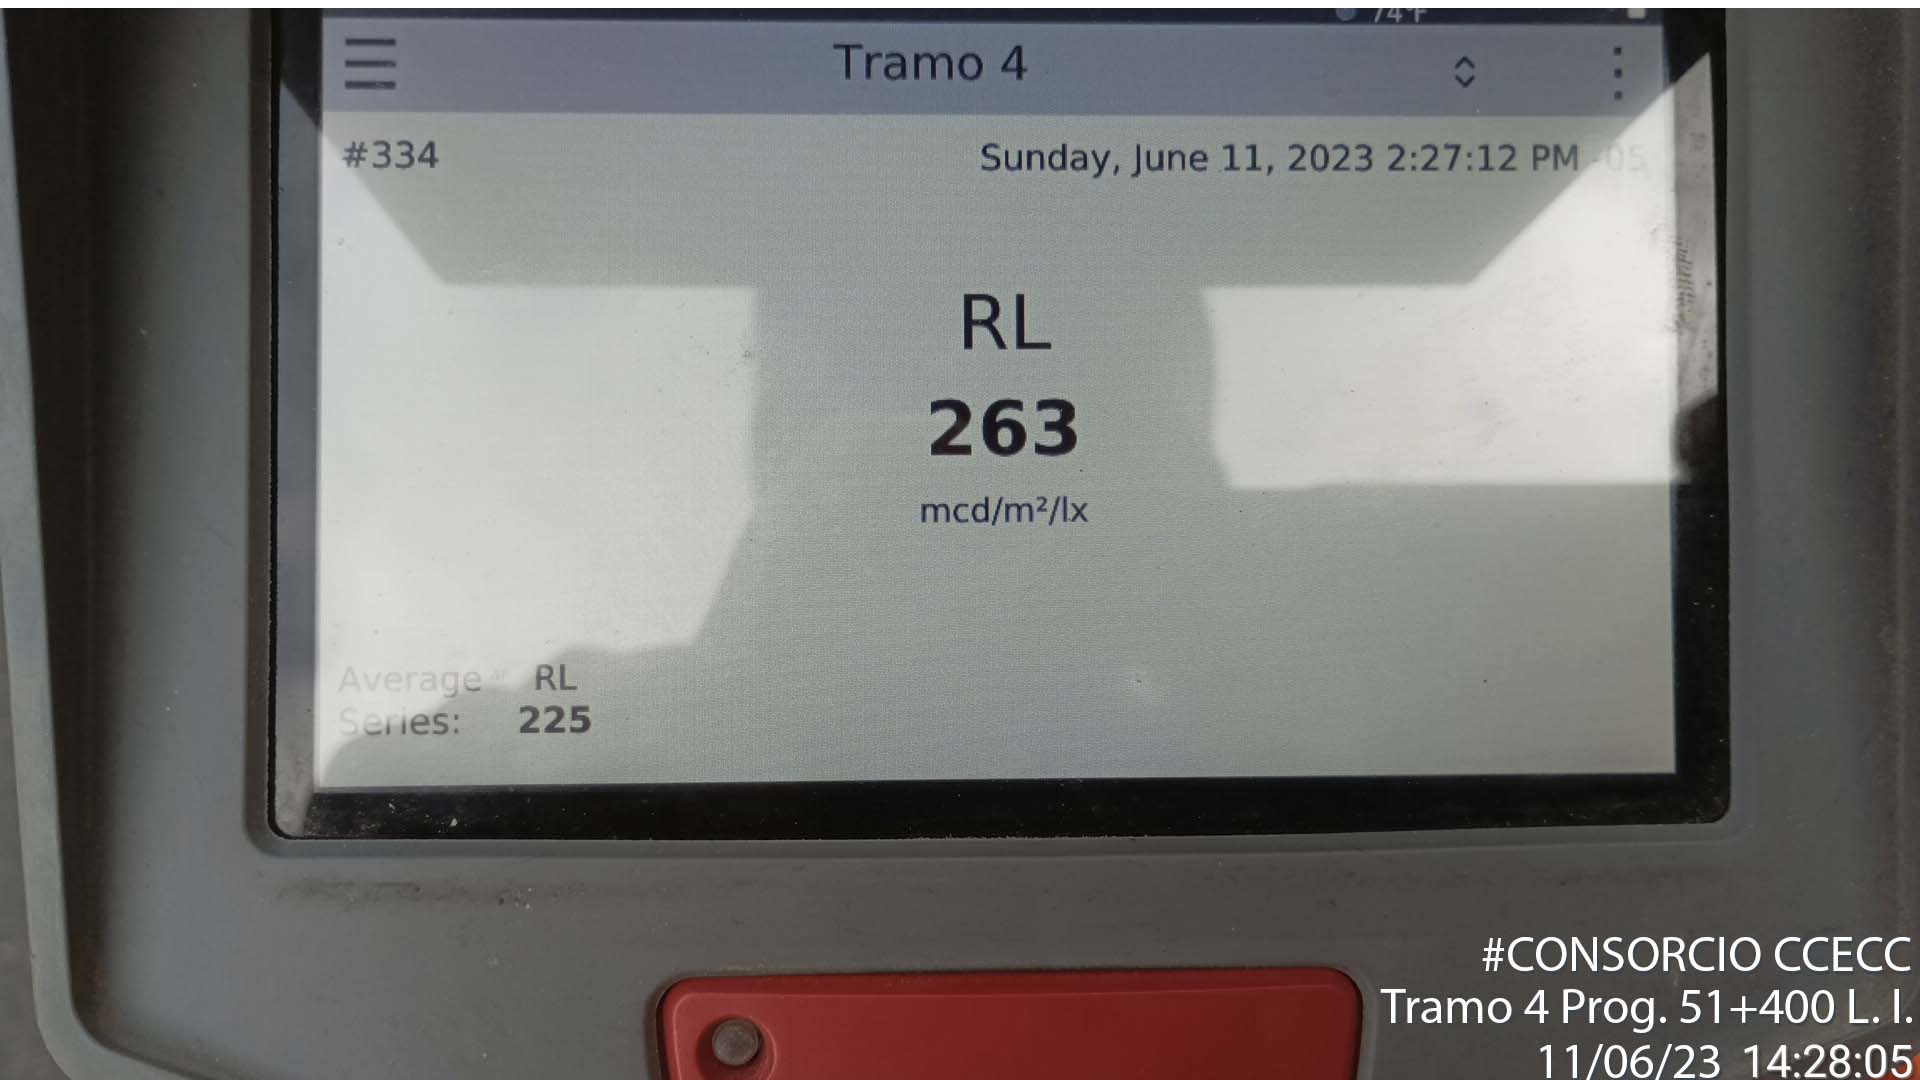 74°F
Tramo 4
#334
Sunday, June 11, 2023 2:27:12 PM -05
RL
263
mcd/m²/lx
Average RL
Series: 225
#CONSORCIO CCECC
Tramo 4 Prog. 51+400 L. I.
11/06/23 14:28:05